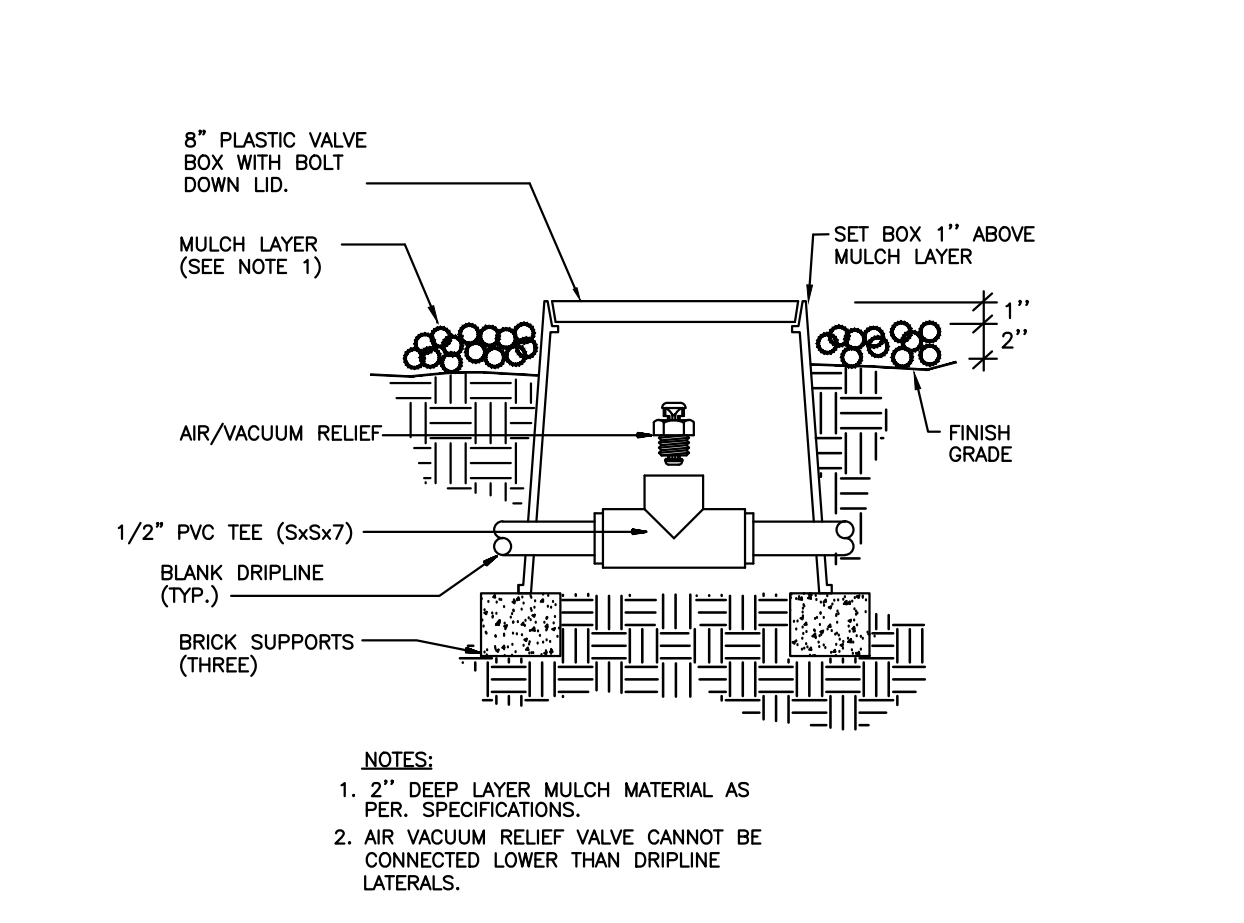 8” PLASTIC VALVE
BOX WITH BOLT
DOWN LID.
MULCH LAYER
(SEE NOTE 1)
SET BOX 1’’ ABOVE
MULCH LAYER
1’’
2’’
AIR/VACUUM RELIEF
FINISH
GRADE
1/2” PVC TEE (SxSx7)
BLANK DRIPLINE
(TYP.)
BRICK SUPPORTS
(THREE)
NOTES:
1. 2’’ DEEP LAYER MULCH MATERIAL AS
PER. SPECIFICATIONS.
2. AIR VACUUM RELIEF VALVE CANNOT BE
CONNECTED LOWER THAN DRIPLINE
LATERALS.